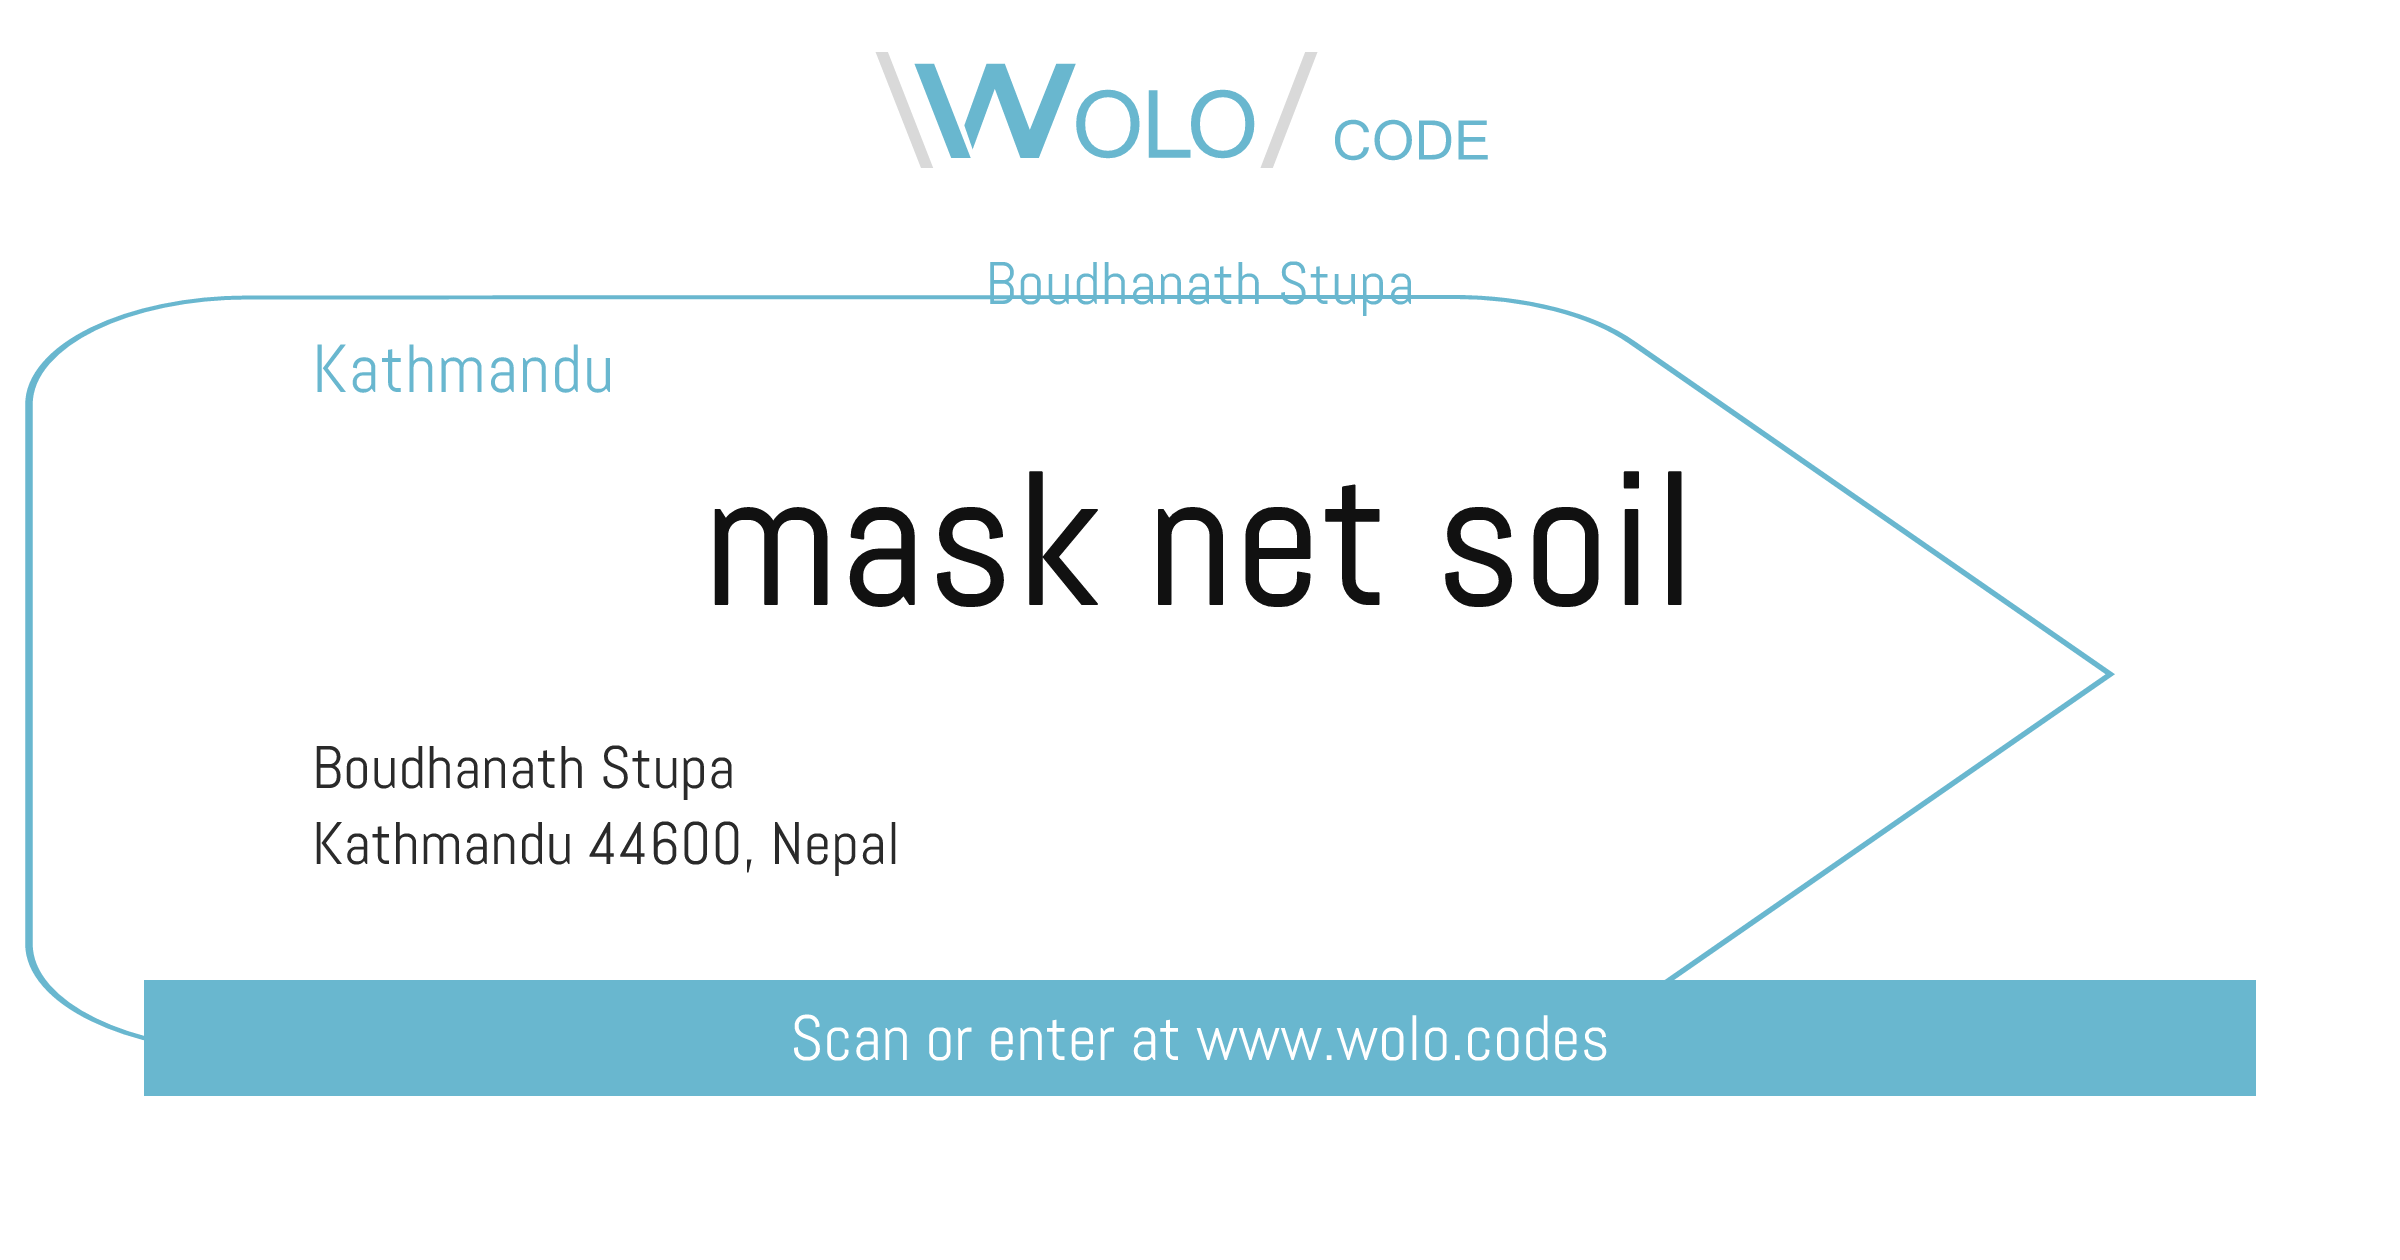 \WOLO/ CODE
Boudhanath Stupa
Kathmandu
mask net soil
Boudhanath Stupa
Kathmandu 44600, Nepal
Scan or enter at www.wolo.codes